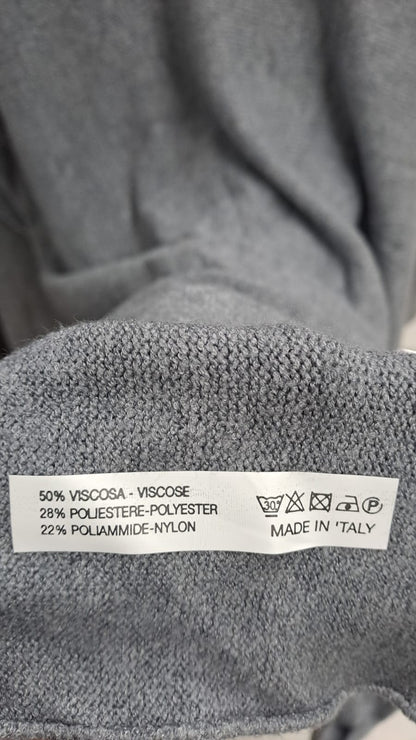 50% VISCOSA - VISCOSE
28% POLIESTERE-POLYESTER
22% POLIAMMIDE-NYLON
30°
P
MADE IN 'TALY